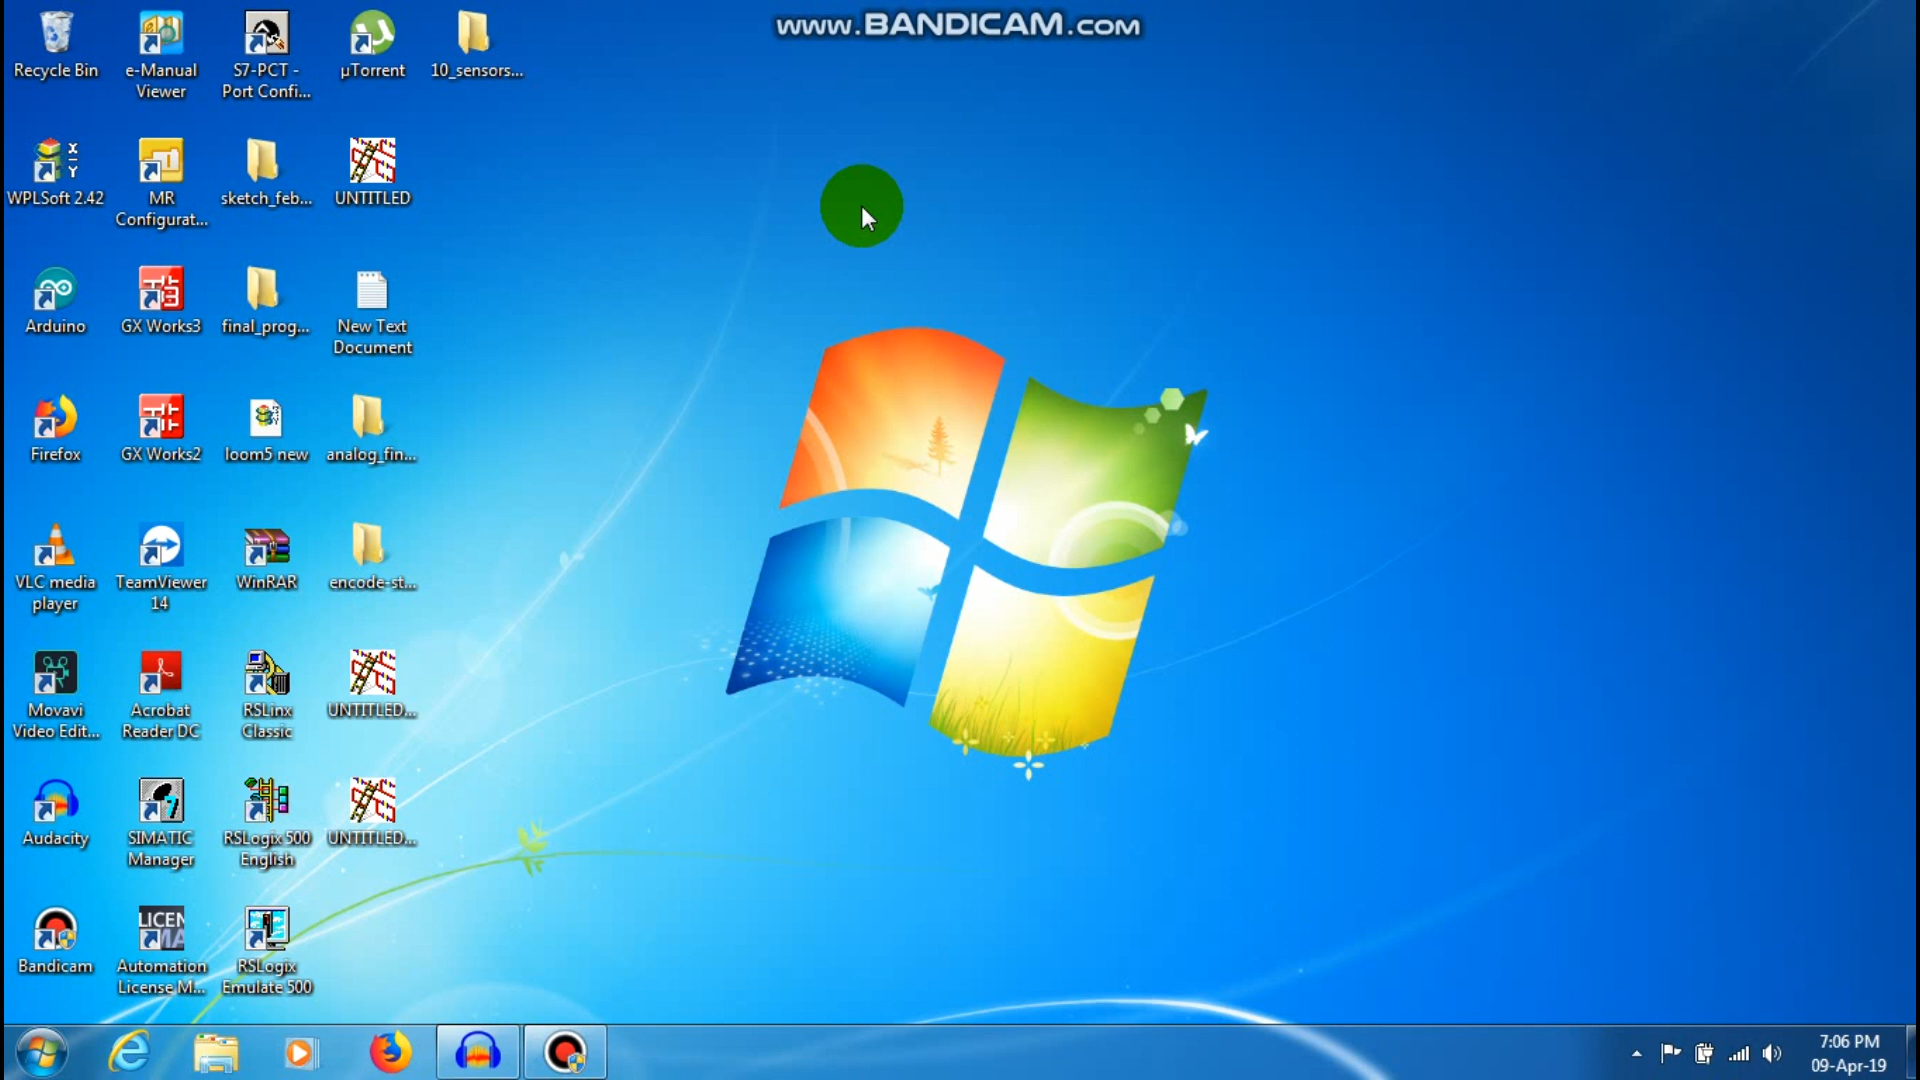 www.BANDICAM.com
Recycle Bin
e-Manual
Viewer
S7-PCT -
Port Confi...
µTorrent
10_sensors...
X
Y
WPLSoft 2.42
MR
Configurat...
sketch_feb...
UNTITLED
Arduino
GX Works3
final_prog...
New Text
Document
Firefox
GX Works2
loom5 new
analog_fin...
VLC media
player
TeamViewer
14
WinRAR
encode-st...
Movavi
Video Edit...
Acrobat
Reader DC
RSLinx
Classic
UNTITLED...
Audacity
SIMATIC
Manager
RSLogix 500
English
UNTITLED...
Bandicam
LICEN
MA
Automation
License M...
RSLogix
Emulate 500
7:06 PM
09-Apr-19